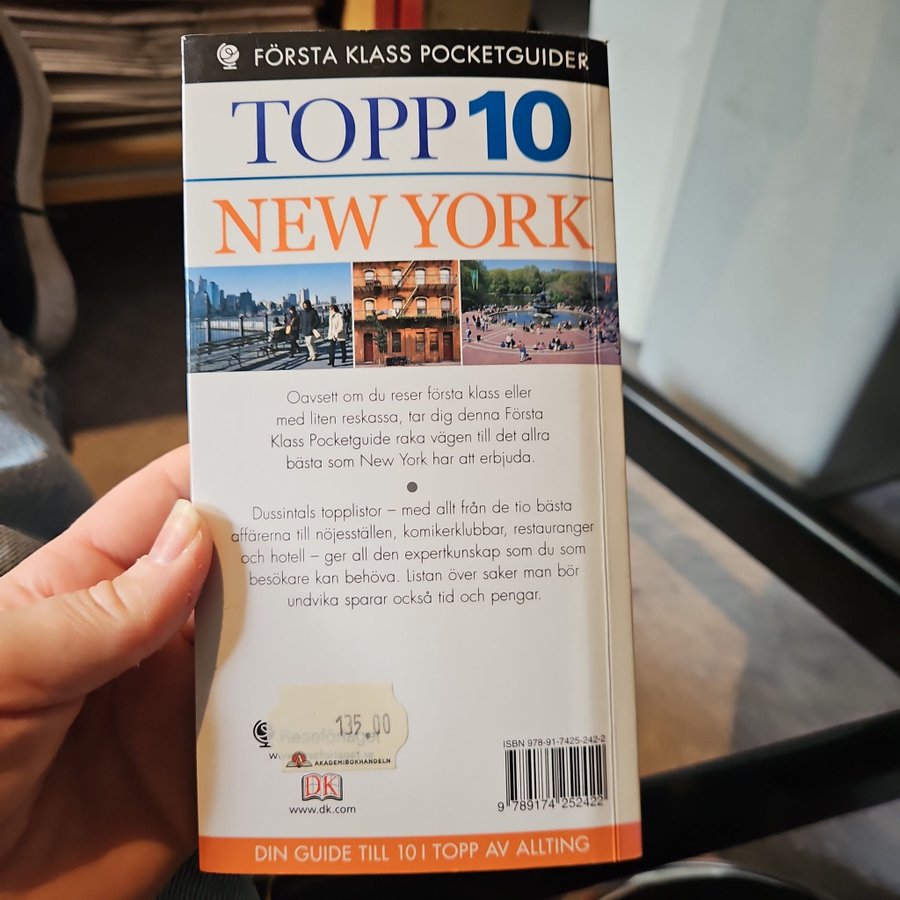 FÖRSTA KLASS POCKETGUIDER
TOPP 10
NEW YORK
Oavsett om du reser första klass eller
med liten reskassa, tar dig denna Första
Klass Pocketguide raka vägen till det allra
bästa som New York har att erbjuda.
Dussintals topplistor – med allt från de tio bästa
affärerna till nöjesställen, komikerklubbar, restauranger
och hotell – ger all den expertkunskap som du som
besökare kan behöva. Listan över saker man bör
undvika sparar också tid och pengar.
135.00
Reseförlaget
AKADEMIBOKHANDELN
DK
www.dk.com
ISBN 978-91-7425-242-2
9 789174 252422
DIN GUIDE TILL 10 I TOPP AV ALLTING